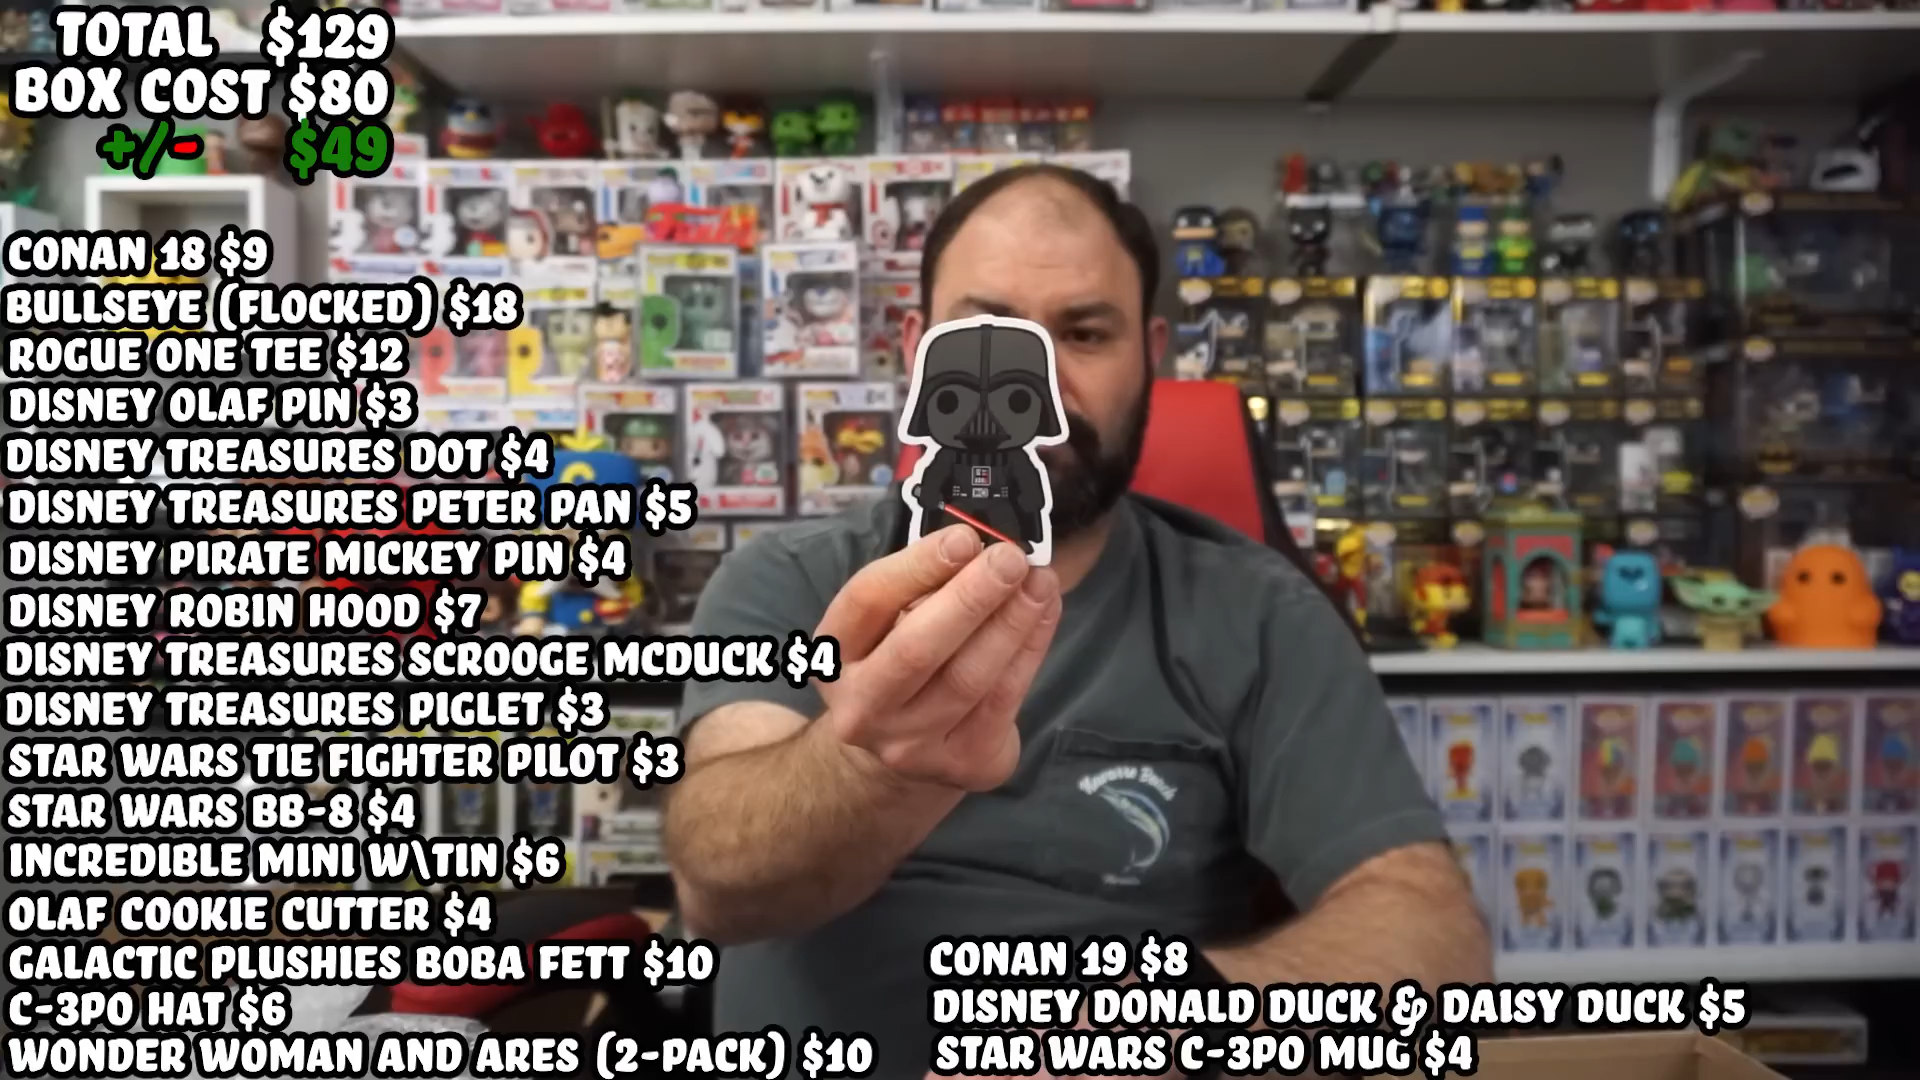 TOTAL $129
BOX COST $80
+/- $49
CONAN 18 $9
BULLSEYE (FLOCKED) $18
ROGUE ONE TEE $12
DISNEY OLAF PIN $3
DISNEY TREASURES DOT $4
DISNEY TREASURES PETER PAN $5
DISNEY PIRATE MICKEY PIN $4
DISNEY ROBIN HOOD $7
DISNEY TREASURES SCROOGE MCDUCK $4
DISNEY TREASURES PIGLET $3
STAR WARS TIE FIGHTER PILOT $3
STAR WARS BB-8 $4
INCREDIBLE MINI W\TIN $6
OLAF COOKIE CUTTER $4
GALACTIC PLUSHIES BOBA FETT $10
C-3PO HAT $6
WONDER WOMAN AND ARES (2-PACK) $10
CONAN 19 $8
DISNEY DONALD DUCK & DAISY DUCK $5
STAR WARS C-3PO MUG $4
Funko
Navarre Beach